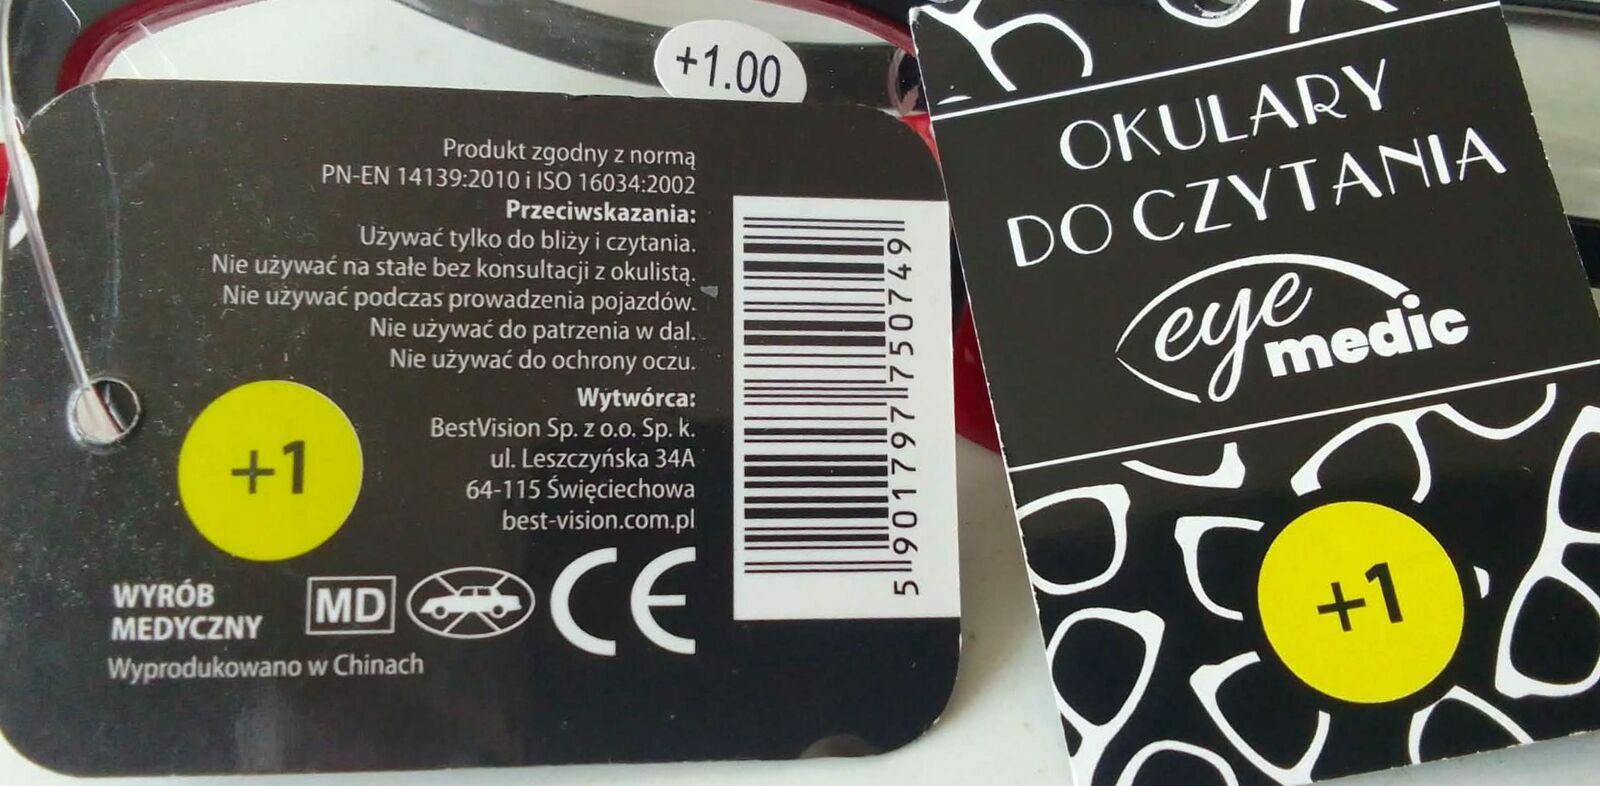 +1.00
Produkt zgodny z normą
PN-EN 14139:2010 i ISO 16034:2002
Przeciwskazania:
Używać tylko do bliży i czytania.
Nie używać na stałe bez konsultacji z okulistą.
Nie używać podczas prowadzenia pojazdów.
Nie używać do patrzenia w dal.
Nie używać do ochrony oczu.
Wytwórca:
BestVision Sp. z o.o. Sp. k.
ul. Leszczyńska 34A
64-115 Święciechowa
best-vision.com.pl
+1
WYRÓB
MEDYCZNY
MD
CE
Wyprodukowano w Chinach
5 901797 750749
OKULARY
DO CZYTANIA
eye
medic
+1